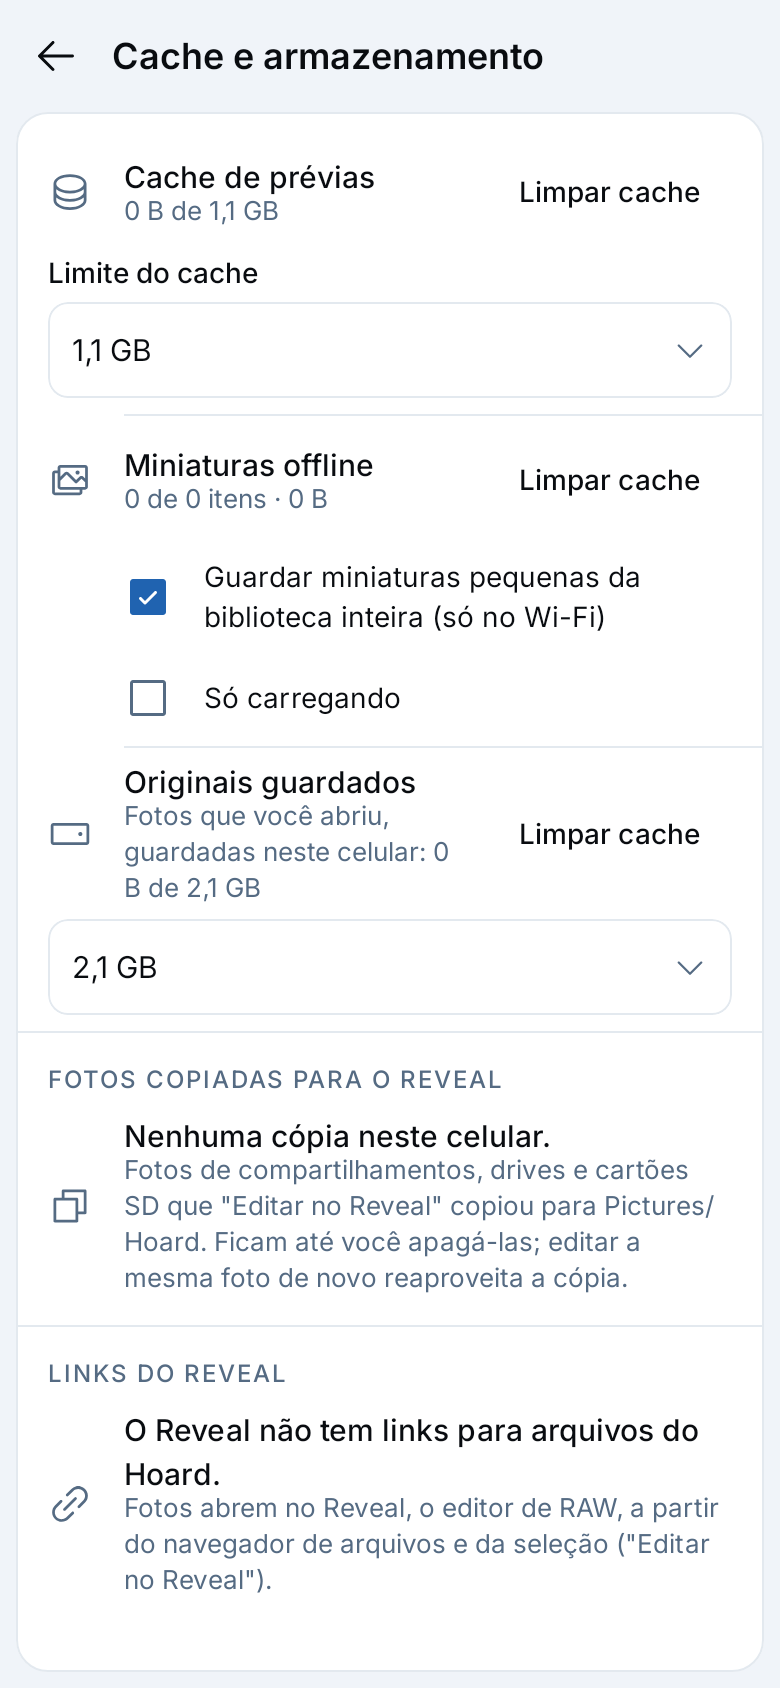 Cache e armazenamento
Cache de prévias
0 B de 1,1 GB
Limpar cache
Limite do cache
1,1 GB
Miniaturas offline
0 de 0 itens · 0 B
Limpar cache
Guardar miniaturas pequenas da
biblioteca inteira (só no Wi-Fi)
Só carregando
Originais guardados
Fotos que você abriu,
guardadas neste celular: 0
B de 2,1 GB
Limpar cache
2,1 GB
FOTOS COPIADAS PARA O REVEAL
Nenhuma cópia neste celular.
Fotos de compartilhamentos, drives e cartões
SD que "Editar no Reveal" copiou para Pictures/
Hoard. Ficam até você apagá-las; editar a
mesma foto de novo reaproveita a cópia.
LINKS DO REVEAL
O Reveal não tem links para arquivos do
Hoard.
Fotos abrem no Reveal, o editor de RAW, a partir
do navegador de arquivos e da seleção ("Editar
no Reveal").